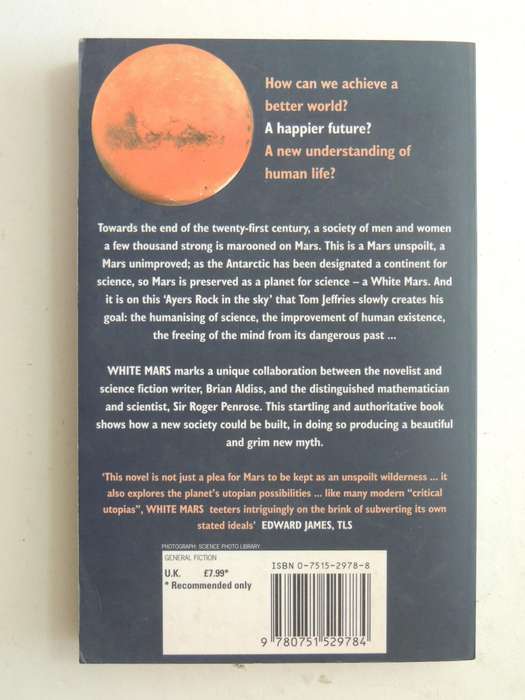 How can we achieve a
better world?
A happier future?
A new understanding of
human life?
Towards the end of the twenty-first century, a society of men and women
a few thousand strong is marooned on Mars. This is a Mars unspoilt, a
Mars unimproved; as the Antarctic has been designated a continent for
science, so Mars is preserved as a planet for science – a White Mars. And
it is on this ‘Ayers Rock in the sky’ that Tom Jeffries slowly creates his
goal: the humanising of science, the improvement of human existence,
the freeing of the mind from its dangerous past ...
WHITE MARS marks a unique collaboration between the novelist and
science fiction writer, Brian Aldiss, and the distinguished mathematician
and scientist, Sir Roger Penrose. This startling and authoritative book
shows how a new society could be built, in doing so producing a beautiful
and grim new myth.
‘This novel is not just a plea for Mars to be kept as an unspoilt wilderness ... it
also explores the planet’s utopian possibilities ... like many modern “critical
utopias”, WHITE MARS teeters intriguingly on the brink of subverting its own
stated ideals’ EDWARD JAMES, TLS
PHOTOGRAPH: SCIENCE PHOTO LIBRARY
GENERAL FICTION
U.K. £7.99*
* Recommended only
ISBN 0-7515-2978-8
9 780751 529784